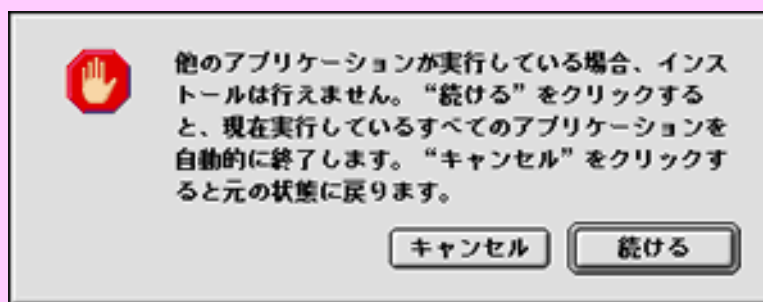 他のアプリケーションが実行している場合、インス
トールは行えません。“続ける”をクリックする
と、現在実行しているすべてのアプリケーションを
自動的に終了します。“キャンセル”をクリックす
ると元の状態に戻ります。
キャンセル 続ける